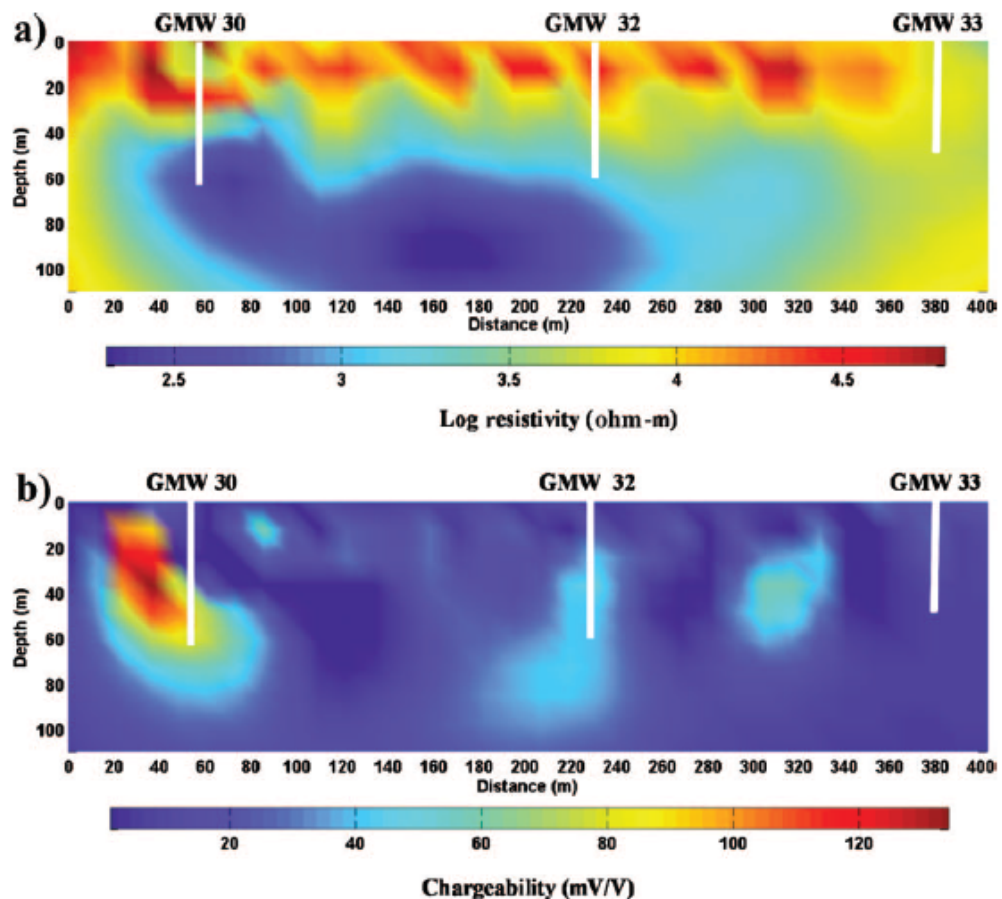 a)
GMW 30 GMW 32 GMW 33
Depth (m)
0
20
40
60
80
100
0 20 40 60 80 100 120 140 160 180 200 220 240 260 280 300 320 340 360 380 400
Distance (m)
2.5 3 3.5 4 4.5
Log resistivity (ohm-m)
b)
GMW 30 GMW 32 GMW 33
Depth (m)
0
20
40
60
80
100
0 20 40 60 80 100 120 140 160 180 200 220 240 260 280 300 320 340 360 380 400
Distance (m)
20 40 60 80 100 120
Chargeability (mV/V)